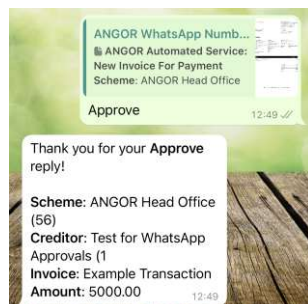 ANGOR WhatsApp Numb...
ANGOR Automated Service:
New Invoice For Payment
Scheme: ANGOR Head Office
Approve
12:49
Thank you for your Approve
reply!
Scheme: ANGOR Head Office
(56)
Creditor: Test for WhatsApp
Approvals (1
Invoice: Example Transaction
Amount: 5000.00
12:49